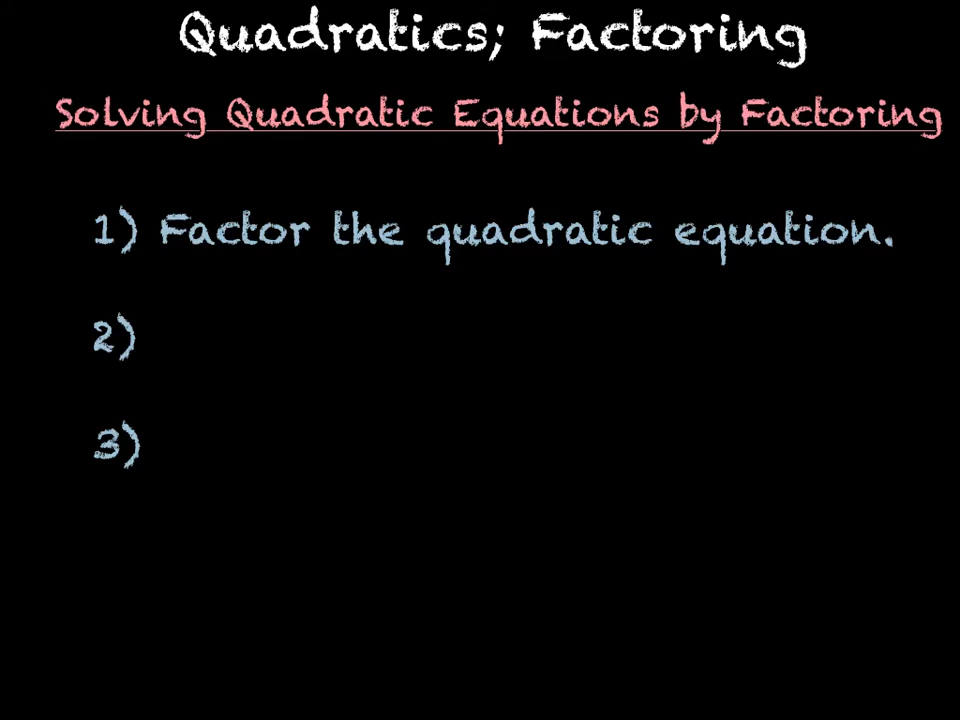 Quadratics; Factoring
Solving Quadratic Equations by Factoring
1) Factor the quadratic equation.
2)
3)